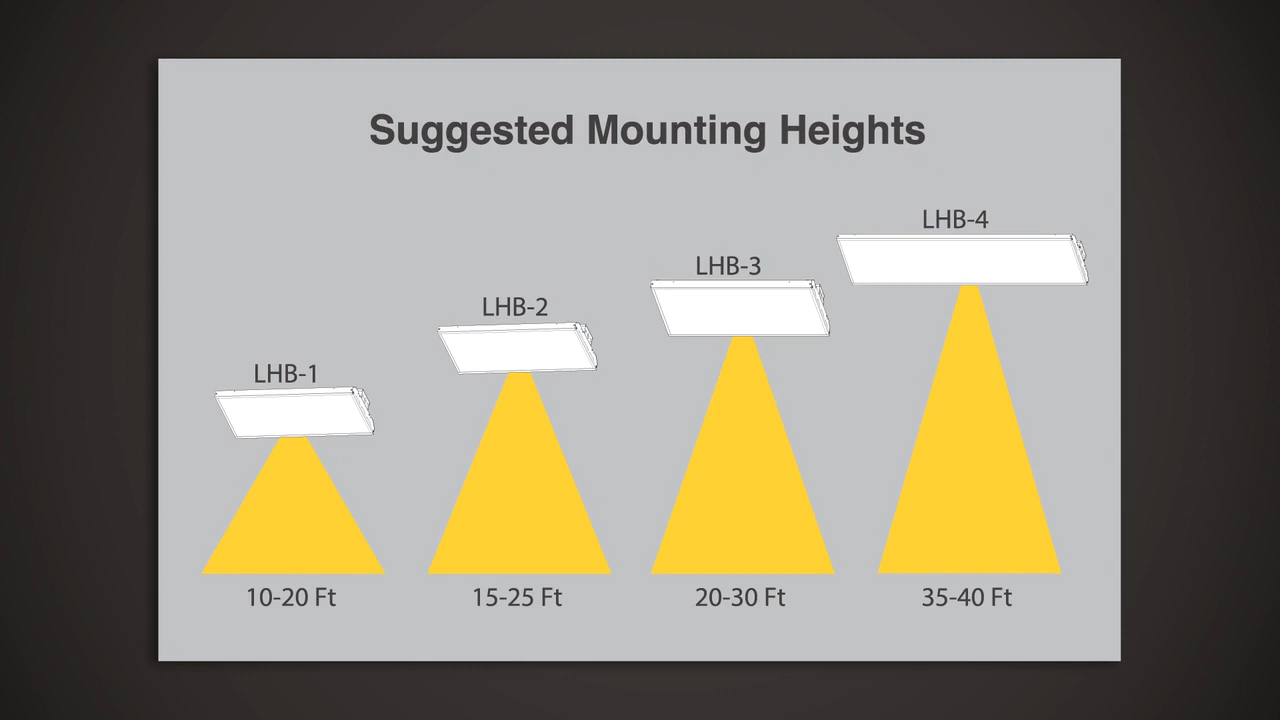 Suggested Mounting Heights
LHB-1
LHB-2
LHB-3
LHB-4
10-20 Ft
15-25 Ft
20-30 Ft
35-40 Ft